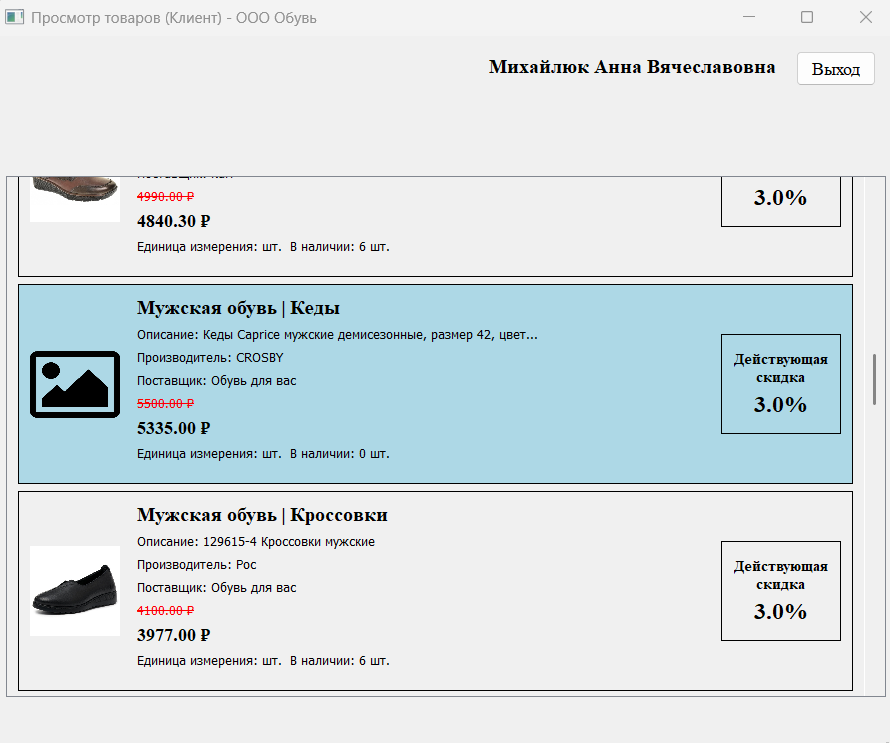 Просмотр товаров (Клиент) - ООО Обувь
Михайлюк Анна Вячеславовна
Выход
4990.00 ₽
4840.30 ₽
Единица измерения: шт. В наличии: 6 шт.
3.0%
Мужская обувь | Кеды
Описание: Кеды Caprice мужские демисезонные, размер 42, цвет...
Производитель: CROSBY
Поставщик: Обувь для вас
5500.00 ₽
5335.00 ₽
Единица измерения: шт. В наличии: 0 шт.
Действующая
скидка
3.0%
Мужская обувь | Кроссовки
Описание: 129615-4 Кроссовки мужские
Производитель: Рос
Поставщик: Обувь для вас
4100.00 ₽
3977.00 ₽
Единица измерения: шт. В наличии: 6 шт.
Действующая
скидка
3.0%